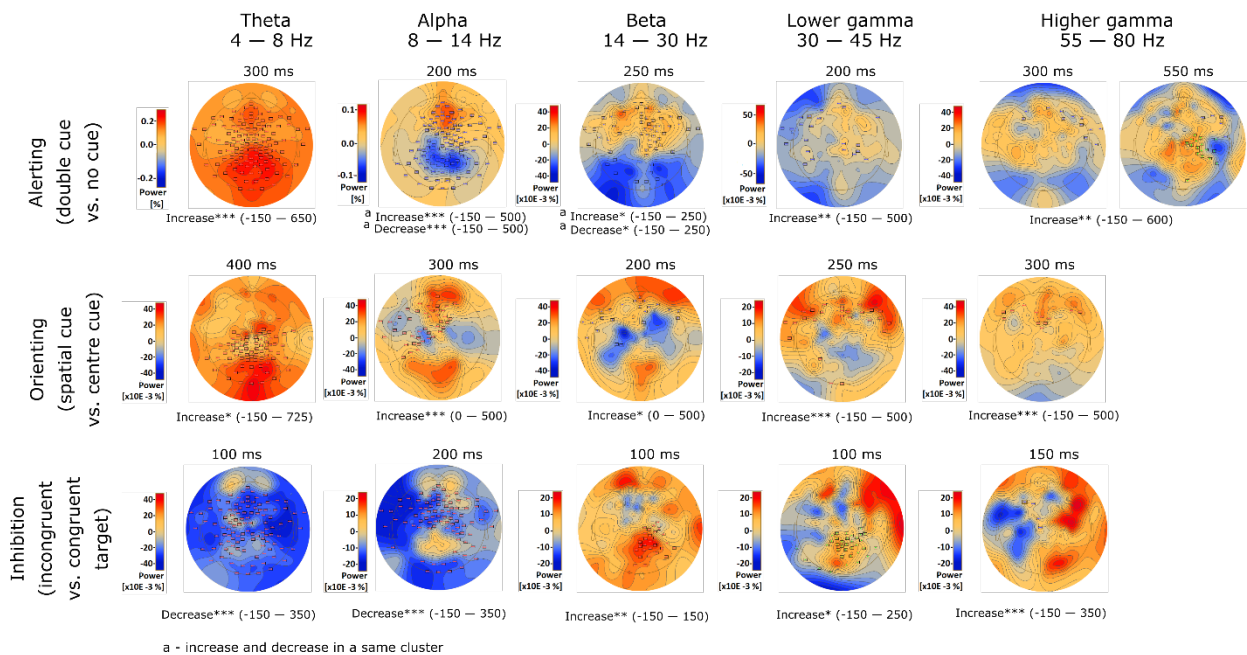 Theta
4 — 8 Hz
Alpha
8 — 14 Hz
Beta
14 — 30 Hz
Lower gamma
30 — 45 Hz
Higher gamma
55 — 80 Hz
Alerting
(double cue
vs. no cue)
300 ms
0.2
0.0
-0.2
Power
[%]
Increase*** (-150 — 650)
200 ms
0.1
0.0
-0.1
Power
[%]
a Increase*** (-150 — 500)
a Decrease*** (-150 — 500)
250 ms
40
20
0
-20
-40
Power
[x10E -3 %]
a Increase* (-150 — 250)
a Decrease* (-150 — 250)
200 ms
50
0
-50
Power
[x10E -3 %]
Increase** (-150 — 500)
300 ms
550 ms
40
20
0
-20
-40
Power
[x10E -3 %]
Increase** (-150 — 600)
Orienting
(spatial cue
vs. centre cue)
400 ms
40
20
0
-20
-40
Power
[x10E -3 %]
Increase* (-150 — 725)
300 ms
40
20
0
-20
-40
Power
[x10E -3 %]
Increase*** (0 — 500)
200 ms
40
20
0
-20
-40
Power
[x10E -3 %]
Increase* (0 — 500)
250 ms
20
10
0
-10
-20
Power
[x10E -3 %]
Increase*** (-150 — 500)
300 ms
40
20
0
-20
-40
Power
[x10E -3 %]
Increase*** (-150 — 500)
Inhibition
(incongruent
vs. congruent
target)
100 ms
40
20
0
-20
-40
Power
[x10E -3 %]
Decrease*** (-150 — 350)
200 ms
20
10
0
-10
-20
Power
[x10E -3 %]
Decrease*** (-150 — 350)
100 ms
20
10
0
-10
-20
Power
[x10E -3 %]
Increase** (-150 — 150)
100 ms
20
10
0
-10
-20
Power
[x10E -3 %]
Increase* (-150 — 250)
150 ms
20
10
0
-10
-20
Power
[x10E -3 %]
Increase*** (-150 — 350)
a - increase and decrease in a same cluster